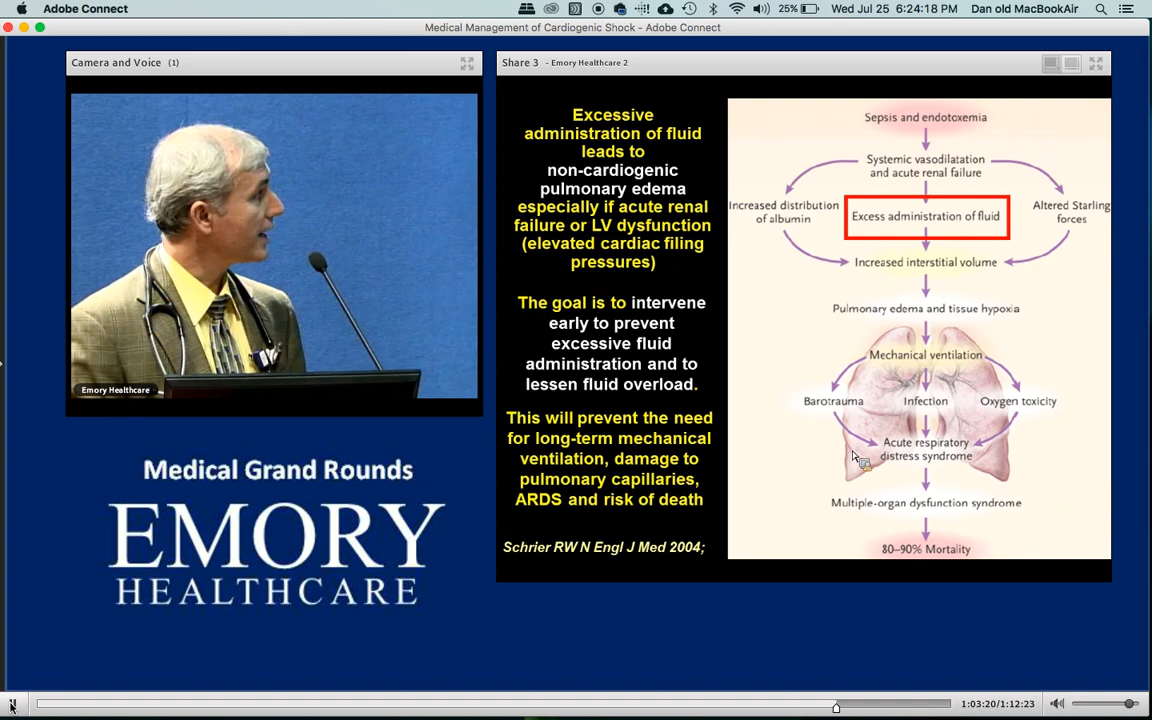 Adobe Connect
25%
Wed Jul 25 6:24:18 PM
Dan old MacBookAir
Medical Management of Cardiogenic Shock - Adobe Connect
Camera and Voice (1)
Emory Healthcare
Medical Grand Rounds
EMORY
HEALTHCARE
Share 3 - Emory Healthcare 2
Excessive
administration of fluid
leads to
non-cardiogenic
pulmonary edema
especially if acute renal
failure or LV dysfunction
(elevated cardiac filing
pressures)
The goal is to intervene
early to prevent
excessive fluid
administration and to
lessen fluid overload.
This will prevent the need
for long-term mechanical
ventilation, damage to
pulmonary capillaries,
ARDS and risk of death
Schrier RW N Engl J Med 2004;
Sepsis and endotoxemia
Systemic vasodilatation
and acute renal failure
Increased distribution
of albumin
Excess administration of fluid
Altered Starling
forces
Increased interstitial volume
Pulmonary edema and tissue hypoxia
Mechanical ventilation
Barotrauma
Infection
Oxygen toxicity
Acute respiratory
distress syndrome
Multiple-organ dysfunction syndrome
80–90% Mortality
1:03:20/1:12:23